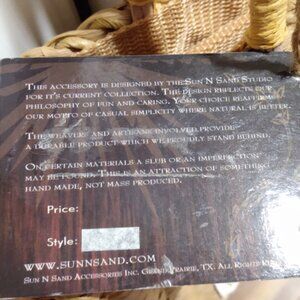 This accessory is designed by the Sun N Sand Studio
for it's current collection. The design reflects our
philosophy of fun and caring. Your choice reaffirms
our motto of casual simplicity where natural is better.
The weavers and artisans involved provide
a durable product which we proudly stand behind
On certain materials a slub or an imperfection
may be found. This is an attraction of something
hand made, not mass produced.
Price:
Style:
www.sunnsand.com
Sun N Sand Accessories Inc. Grand Prairie, TX. All Rights